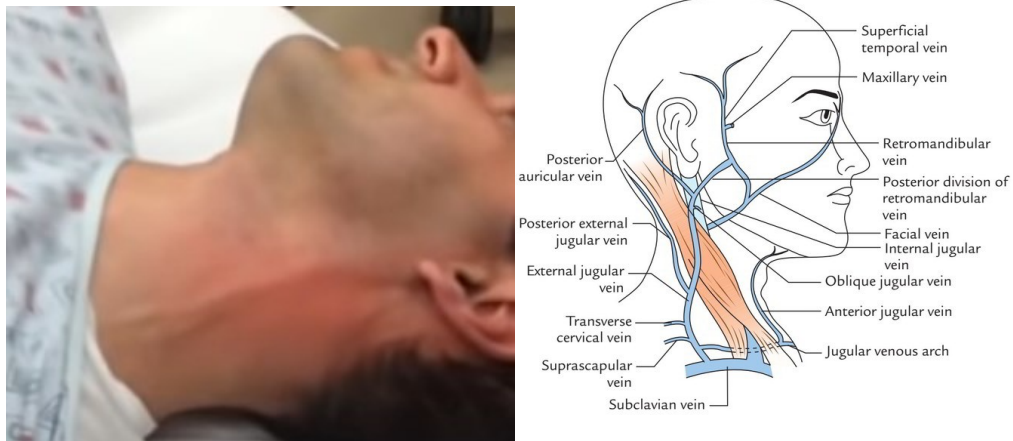 Superficial
temporal vein
Maxillary vein
Retromandibular
vein
Posterior
auricular vein
Posterior division of
retromandibular
vein
Posterior external
jugular vein
Facial vein
Internal jugular
vein
External jugular
vein
Oblique jugular vein
Anterior jugular vein
Transverse
cervical vein
Jugular venous arch
Suprascapular
vein
Subclavian vein